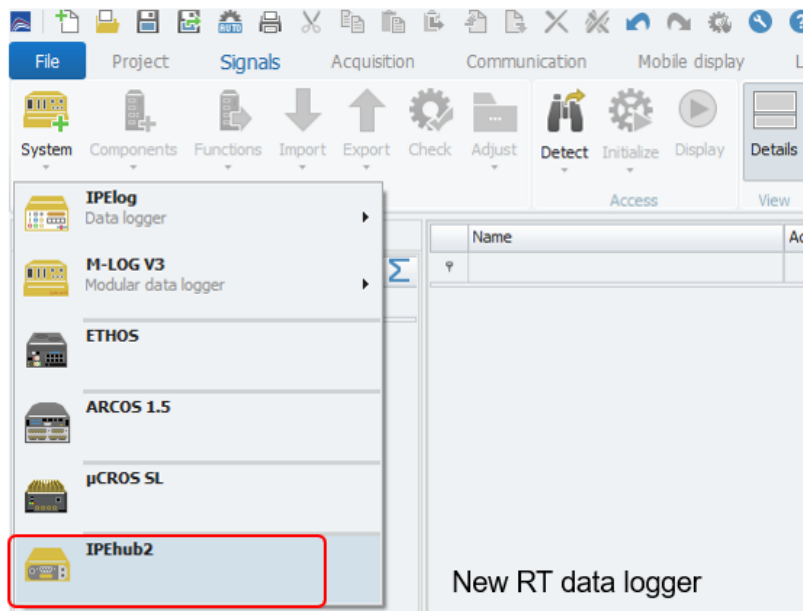 AUTO
File Project Signals Acquisition Communication Mobile display L
System Components Functions Import Export Check Adjust Detect Initialize Display Details
Access View
IPElog
Data logger
M-LOG V3
Modular data logger
ETHOS
ARCOS 1.5
µCROS SL
IPEhub2
Name Ac
New RT data logger